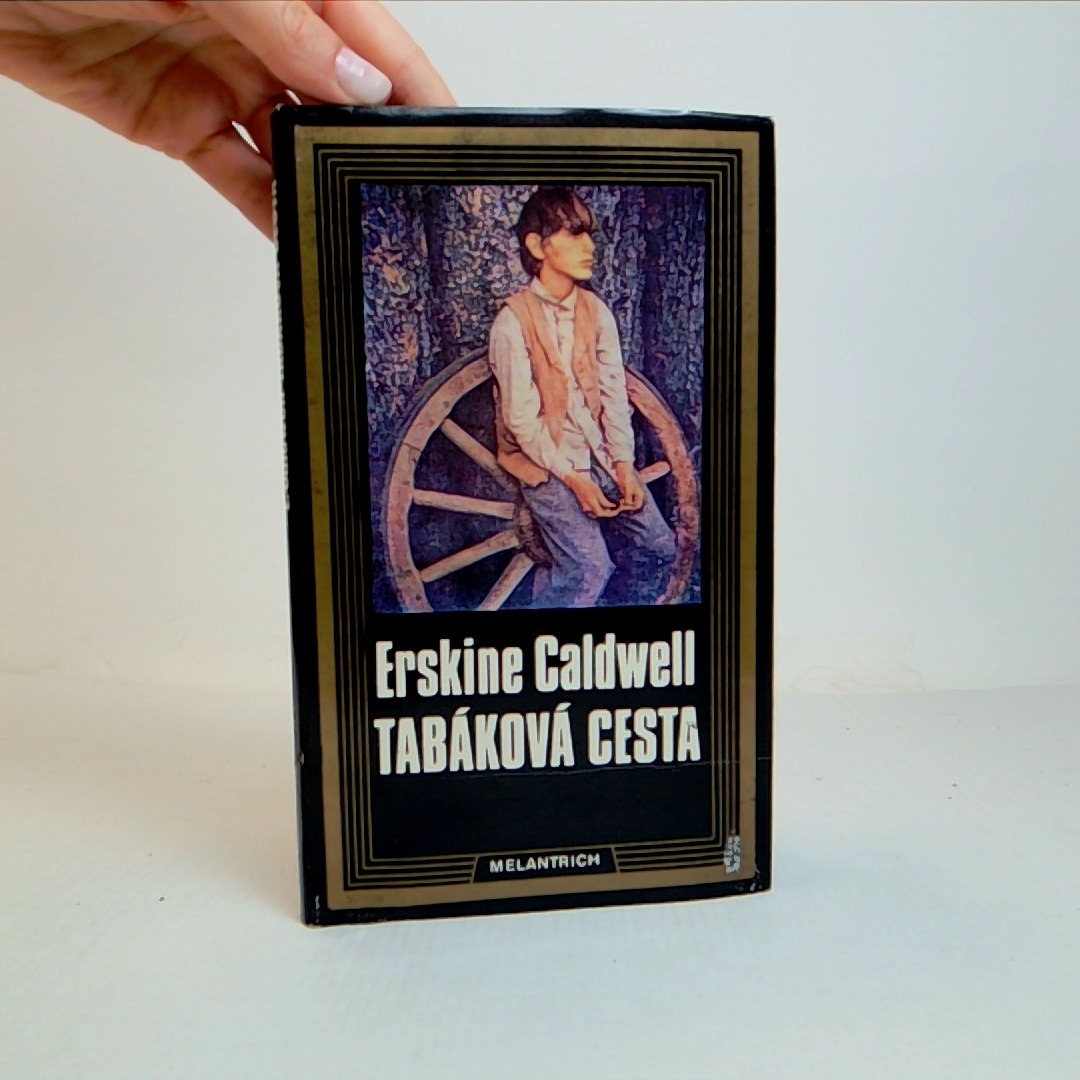 Erskine Caldwell
TABÁKOVÁ CESTA
MELANTRICH